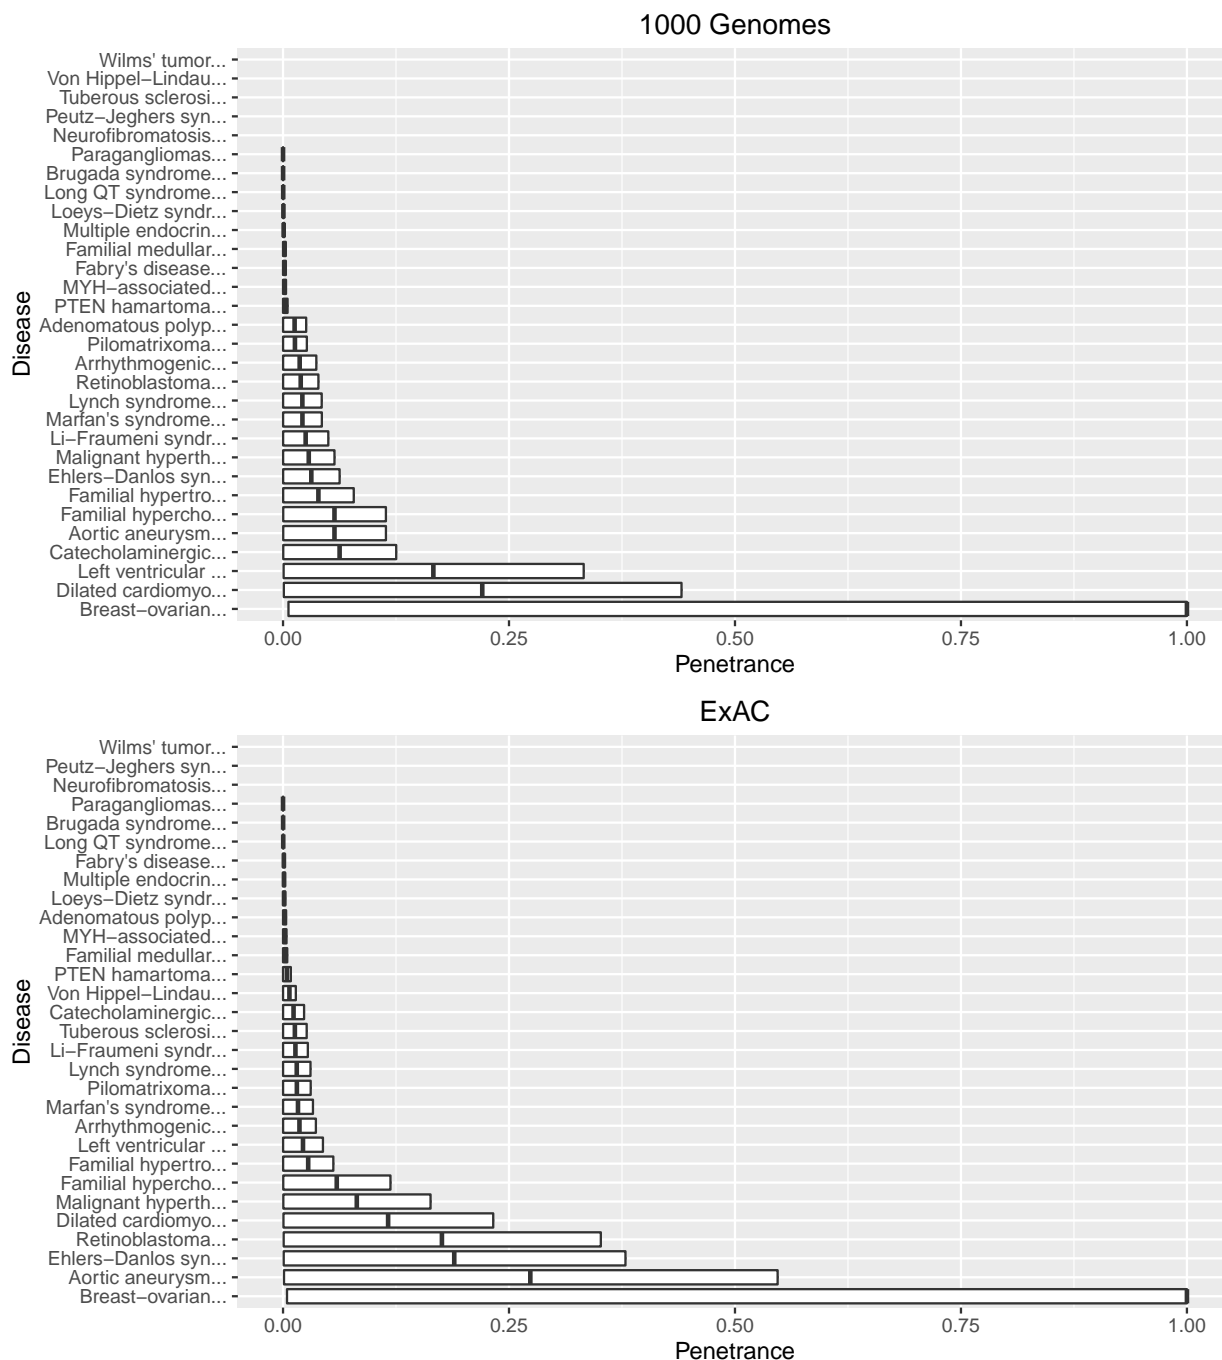 1000 Genomes
Wilms' tumor...
Von Hippel−Lindau...
Tuberous sclerosi...
Peutz−Jeghers syn...
Neurofibromatosis...
Paragangliomas...
Brugada syndrome...
Long QT syndrome...
Loeys−Dietz syndr...
Multiple endocrin...
Familial medullar...
Fabry's disease...
MYH−associated...
PTEN hamartoma...
Adenomatous polyp...
Pilomatrixoma...
Arrhythmogenic...
Retinoblastoma...
Lynch syndrome...
Marfan's syndrome...
Li−Fraumeni syndr...
Malignant hyperth...
Ehlers−Danlos syn...
Familial hypertro...
Familial hypercho...
Aortic aneurysm...
Catecholaminergic...
Left ventricular ...
Dilated cardiomyo...
Breast−ovarian...
Disease
0.00 0.25 0.50 0.75 1.00
Penetrance
ExAC
Wilms' tumor...
Peutz−Jeghers syn...
Neurofibromatosis...
Paragangliomas...
Brugada syndrome...
Long QT syndrome...
Fabry's disease...
Multiple endocrin...
Loeys−Dietz syndr...
Adenomatous polyp...
MYH−associated...
Familial medullar...
PTEN hamartoma...
Von Hippel−Lindau...
Catecholaminergic...
Tuberous sclerosi...
Li−Fraumeni syndr...
Lynch syndrome...
Pilomatrixoma...
Marfan's syndrome...
Arrhythmogenic...
Left ventricular ...
Familial hypertro...
Familial hypercho...
Malignant hyperth...
Dilated cardiomyo...
Retinoblastoma...
Ehlers−Danlos syn...
Aortic aneurysm...
Breast−ovarian...
Disease
0.00 0.25 0.50 0.75 1.00
Penetrance